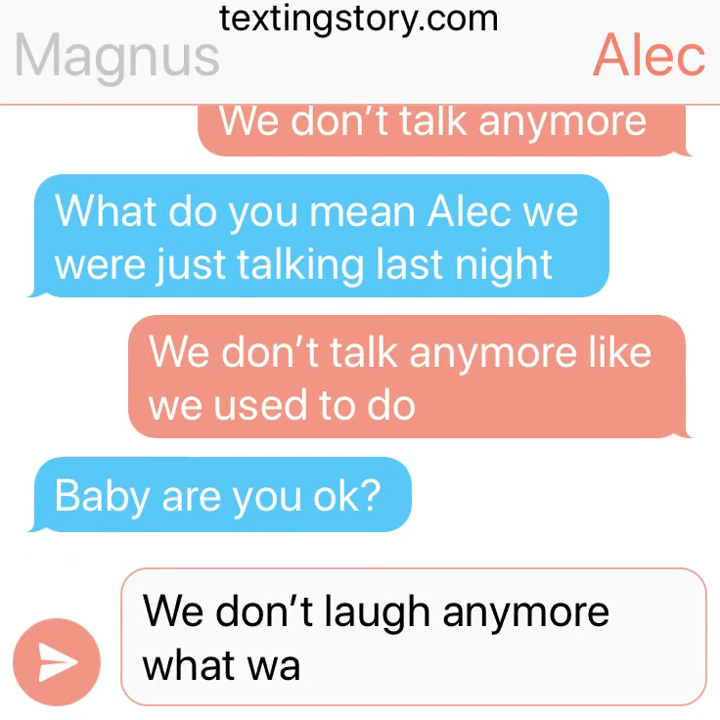 textingstory.com
Magnus
Alec
We don't talk anymore
What do you mean Alec we
were just talking last night
We don't talk anymore like
we used to do
Baby are you ok?
We don't laugh anymore
what wa